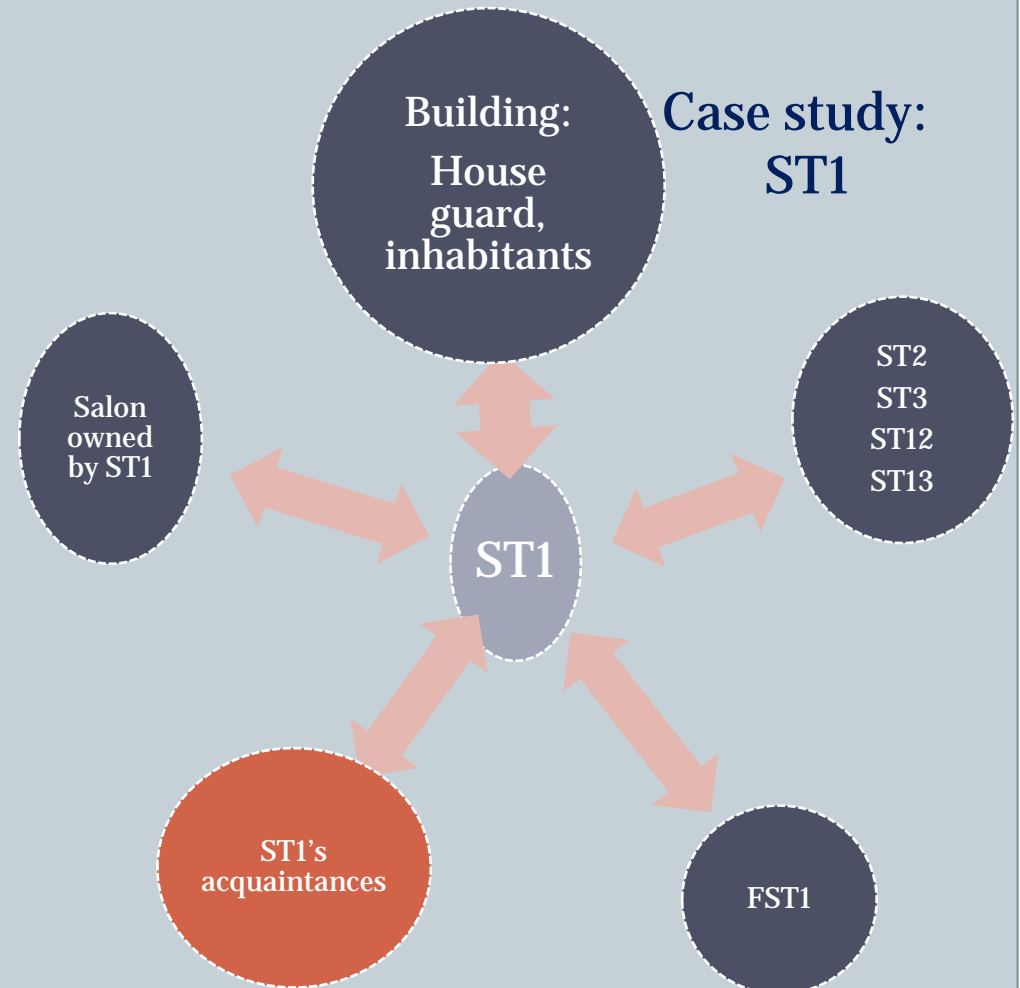 Case study:
ST1
Building:
House
guard,
inhabitants
Salon
owned
by ST1
ST2
ST3
ST12
ST13
ST1
ST1’s
acquaintances
FST1